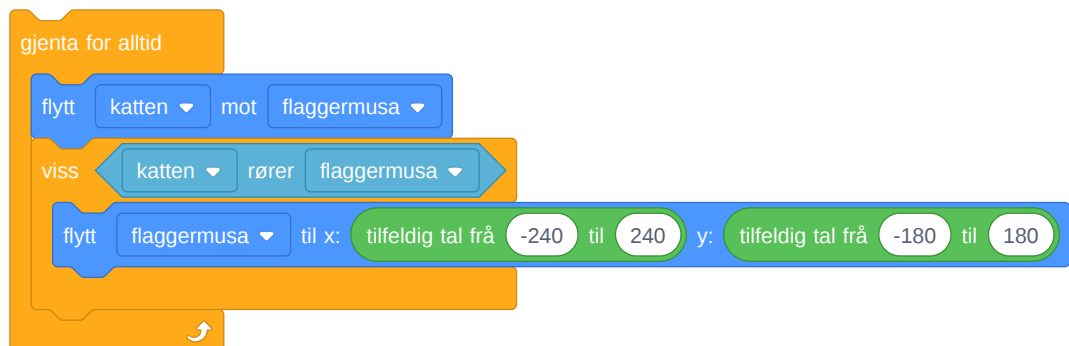 gjenta for alltid
flytt katten mot flaggermusa
viss katten rører flaggermusa
flytt flaggermusa til x: tilfeldig tal frå -240 til 240 y: tilfeldig tal frå -180 til 180